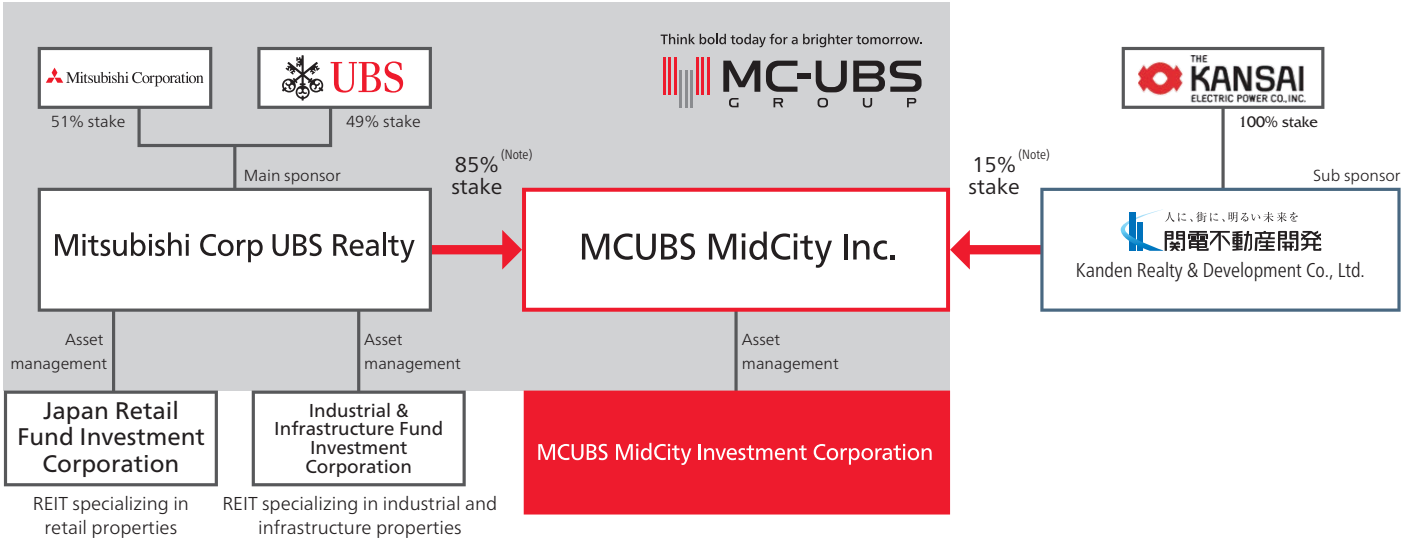 Think bold today for a brighter tomorrow.
MC-UBS
GROUP
Mitsubishi Corporation
UBS
51% stake
49% stake
Main sponsor
Mitsubishi Corp UBS Realty
85% (Note)
stake
MCUBS MidCity Inc.
15% (Note)
stake
THE
KANSAI
ELECTRIC POWER CO.,INC.
100% stake
Sub sponsor
人に、街に、明るい未来を
関電不動産開発
Kanden Realty & Development Co., Ltd.
Asset
management
Asset
management
Asset
management
Japan Retail
Fund Investment
Corporation
REIT specializing in
retail properties
Industrial &
Infrastructure Fund
Investment
Corporation
REIT specializing in industrial and
infrastructure properties
MCUBS MidCity Investment Corporation